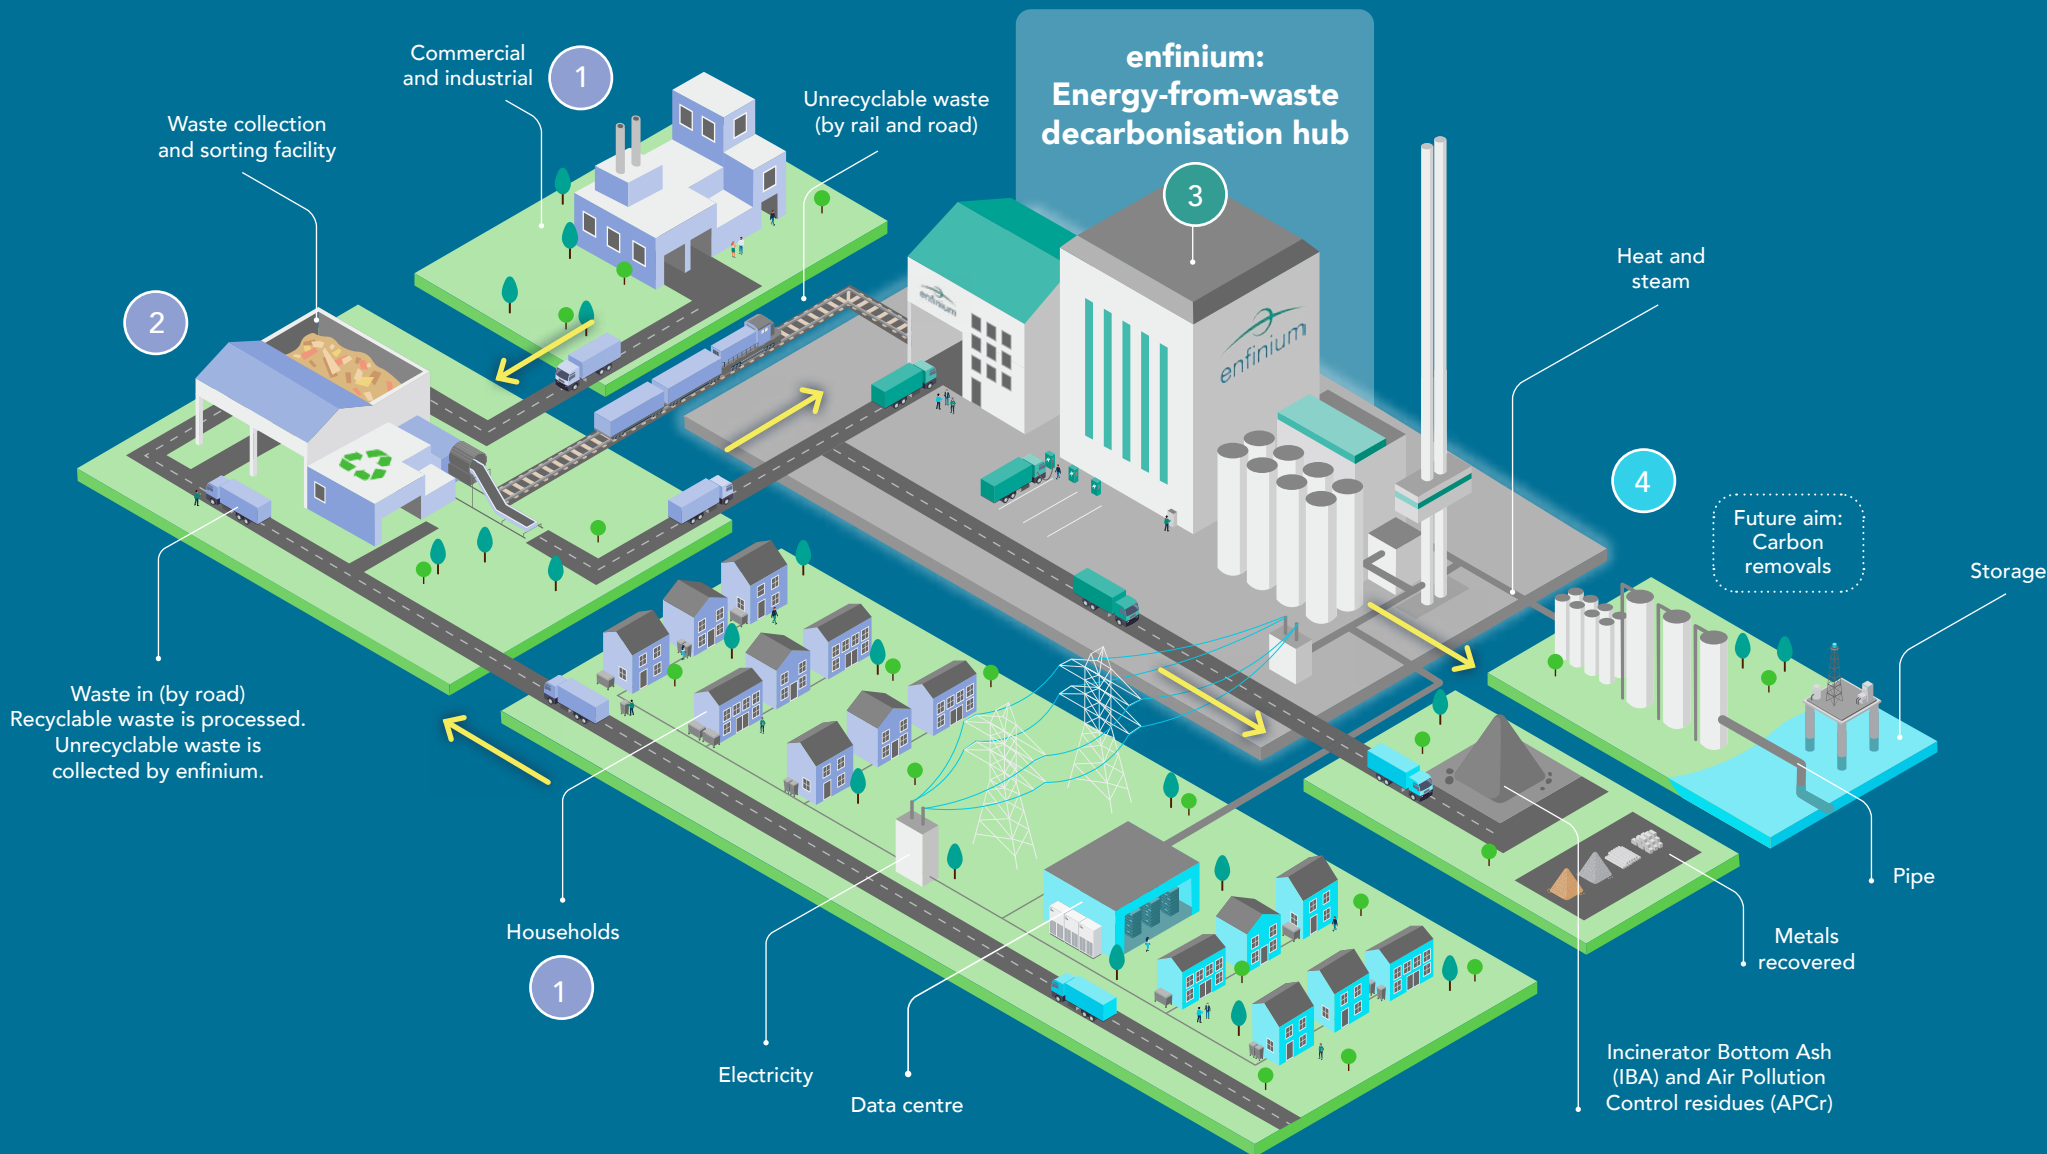 Commercial
and industrial
1
Waste collection
and sorting facility
Unrecyclable waste
(by rail and road)
enfinium:
Energy-from-waste
decarbonisation hub
3
Heat and
steam
2
enfinium
enfinium
4
Future aim:
Carbon
removals
Storage
Waste in (by road)
Recyclable waste is processed.
Unrecyclable waste is
collected by enfinium.
Households
1
Electricity
Data centre
Pipe
Metals
recovered
Incinerator Bottom Ash
(IBA) and Air Pollution
Control residues (APCr)